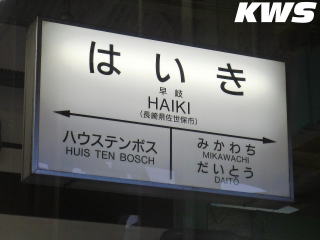 KWS
はいき
早岐
HAIKI
(長崎県佐世保市)
ハウステンボス
HUIS TEN BOSCH
みかわち
MIKAWACHI
だいとう
DAITŌ